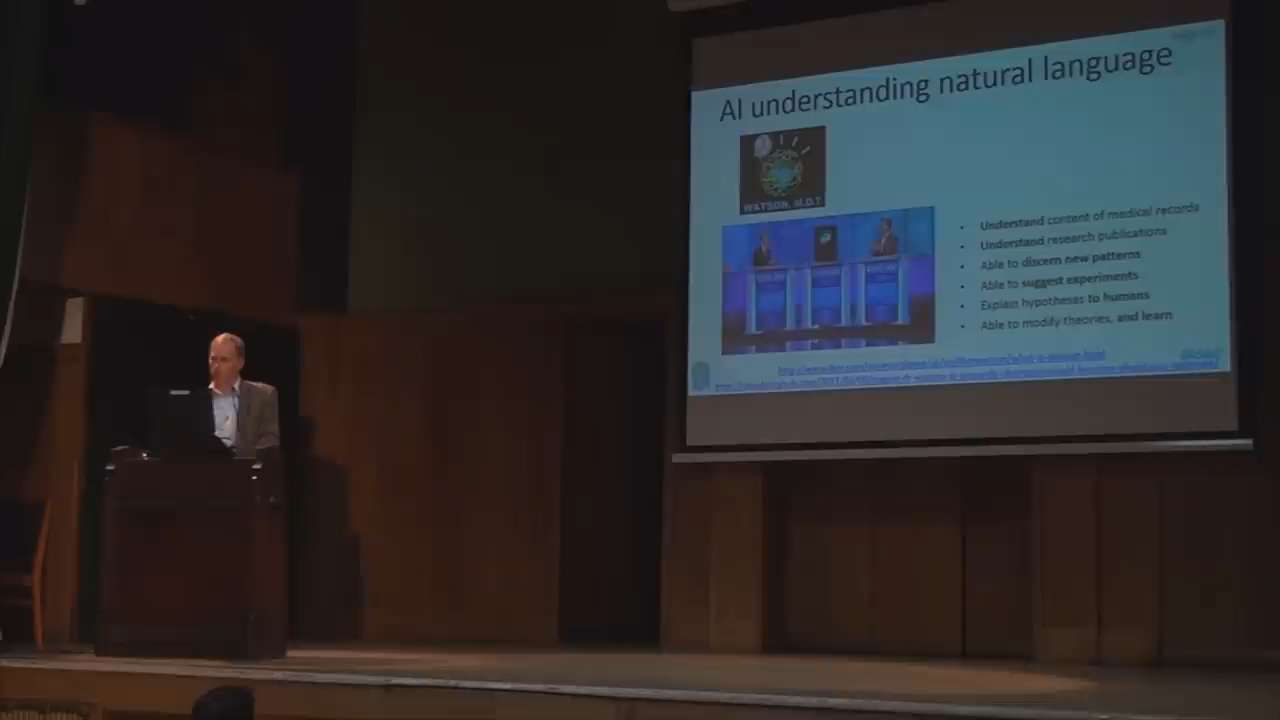 AI understanding natural language
WATSON, M.D.?
• Understand content of medical records
• Understand research publications
• Able to discern new patterns
• Able to suggest experiments
• Explain hypotheses to humans
• Able to modify theories, and learn